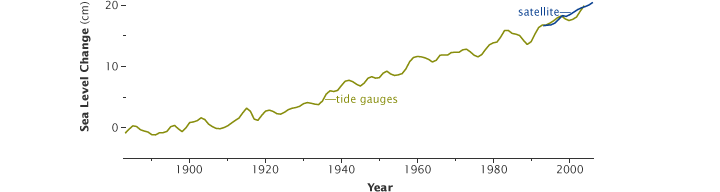 20
satellite
Sea Level Change (cm)
10
tide gauges
0
1900 1920 1940 1960 1980 2000
Year